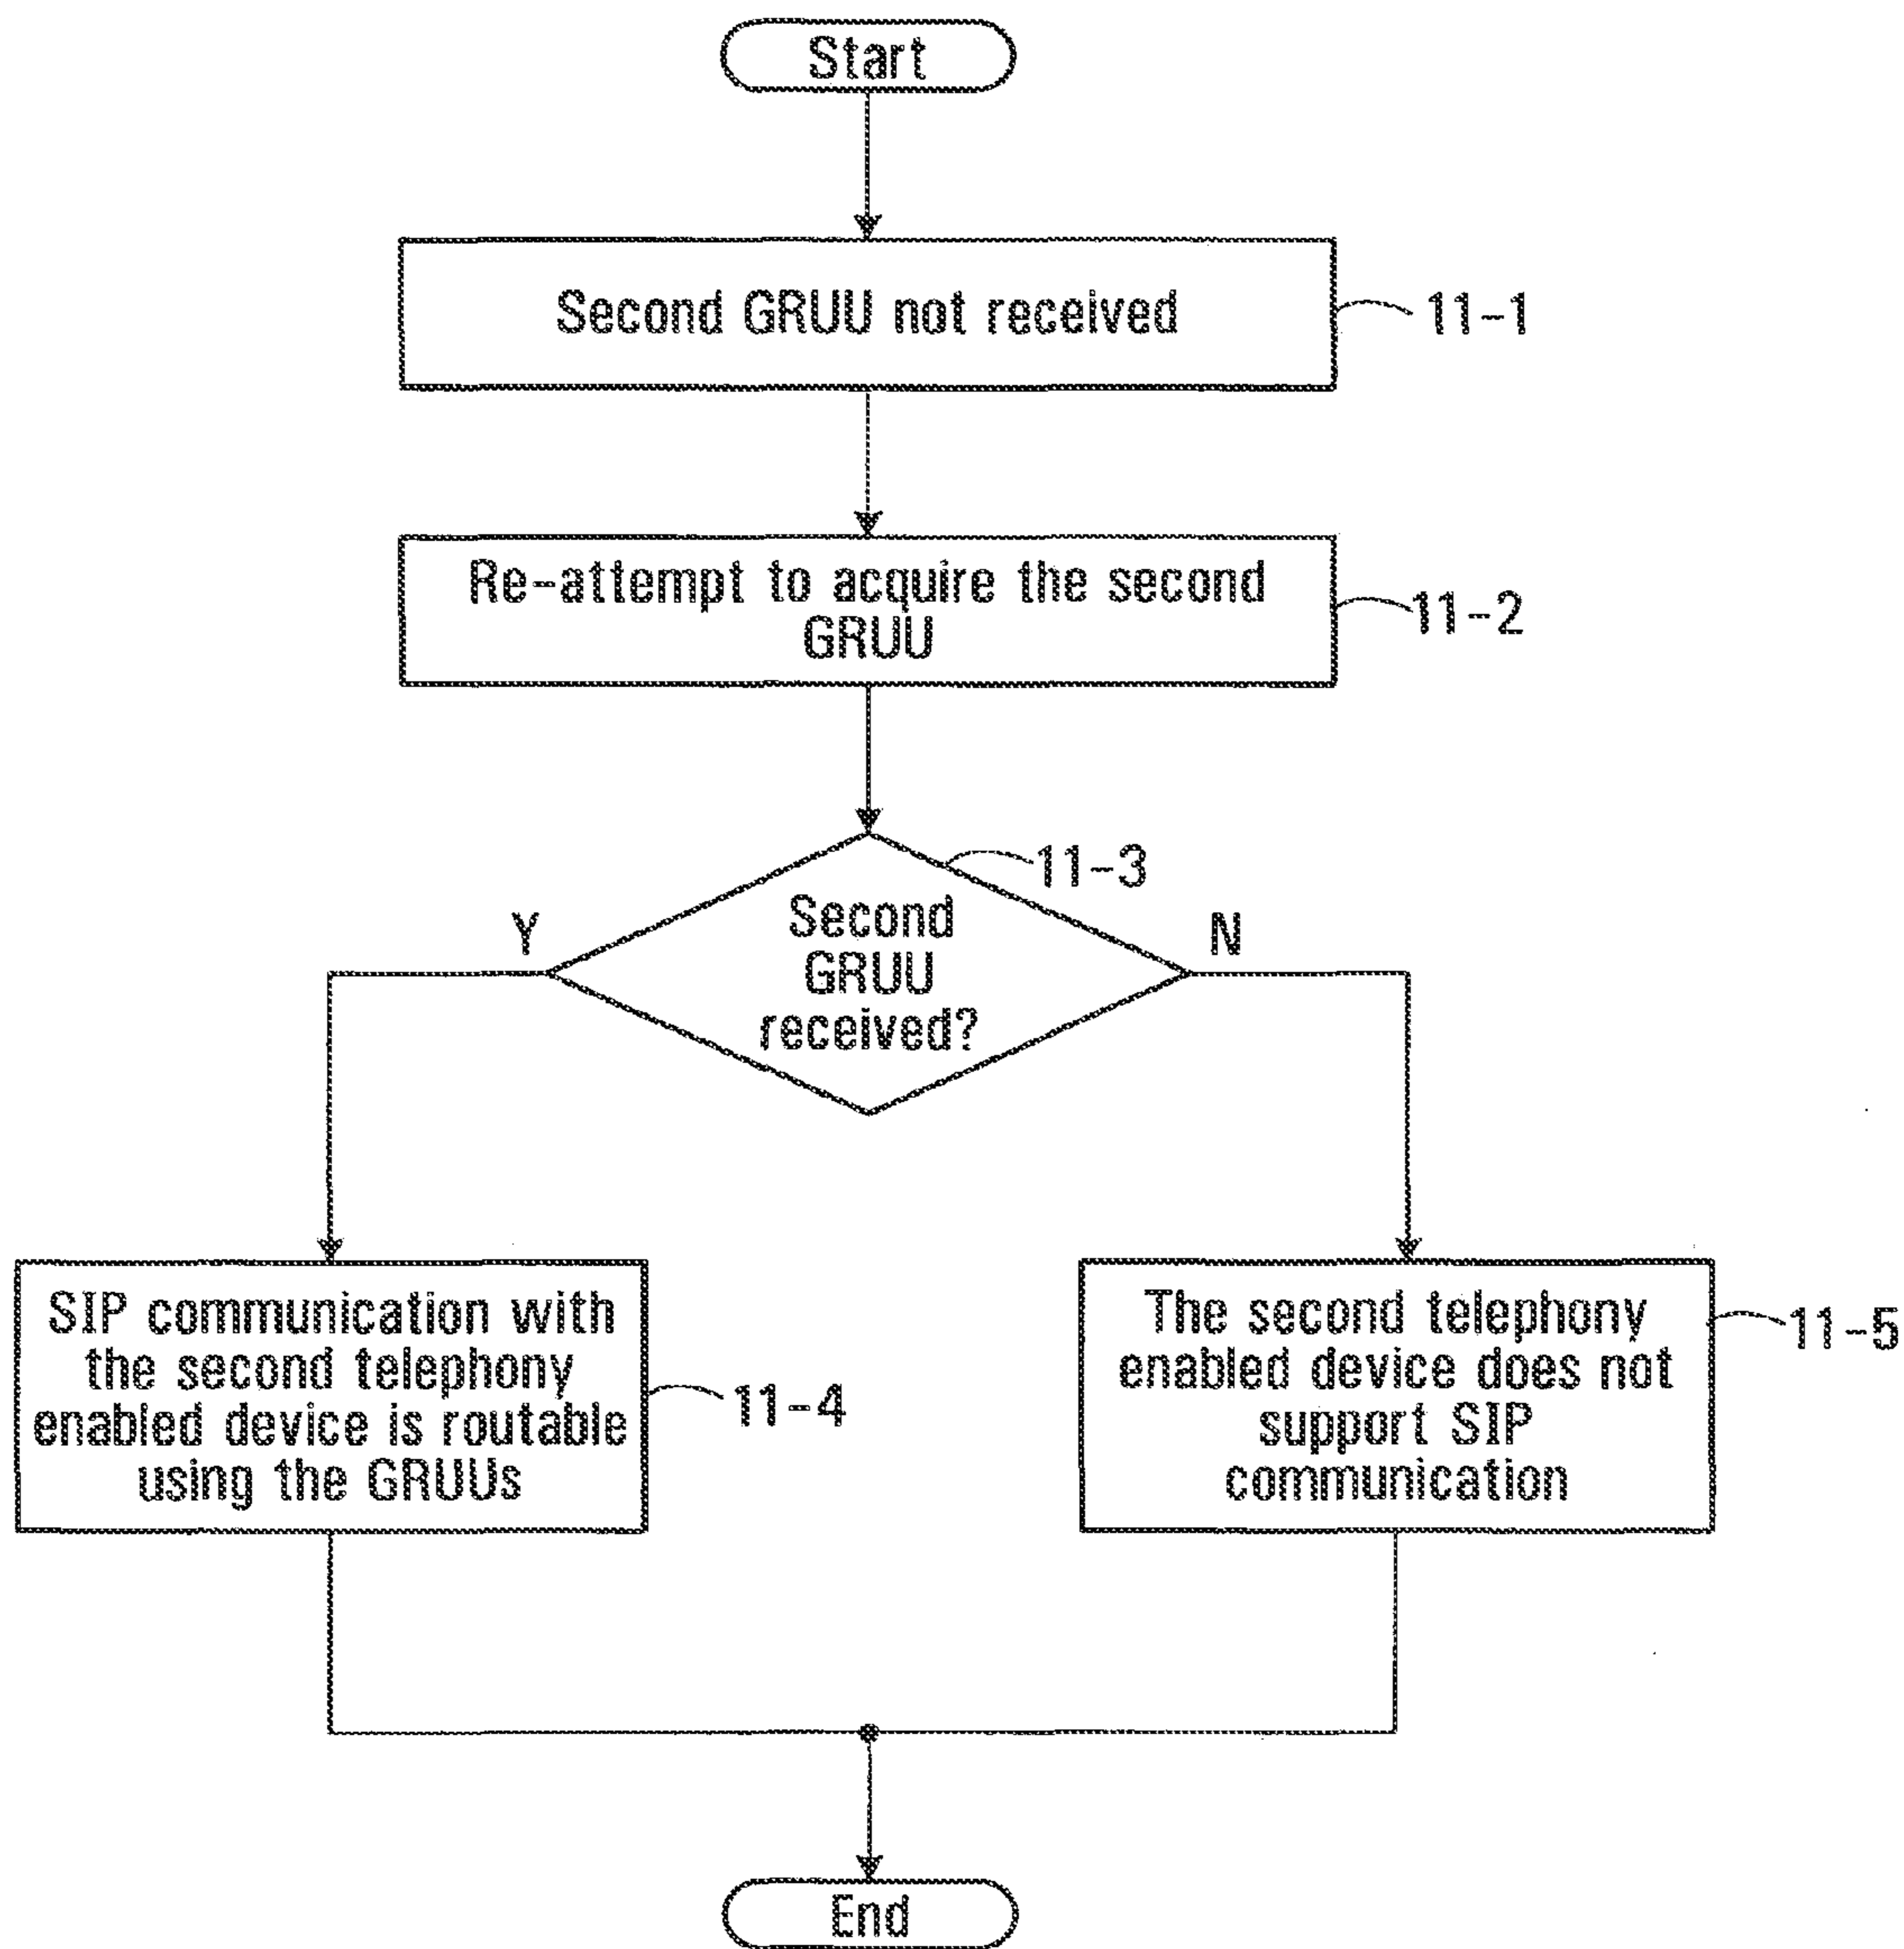 Start
Second GRUU not received
11-1
Re-attempt to acquire the second
GRUU
11-2
11-3
Second
GRUU
received?
Y
N
SIP communication with
the second telephony
enabled device is routable
using the GRUUs
11-4
The second telephony
enabled device does not
support SIP
communication
11-5
End